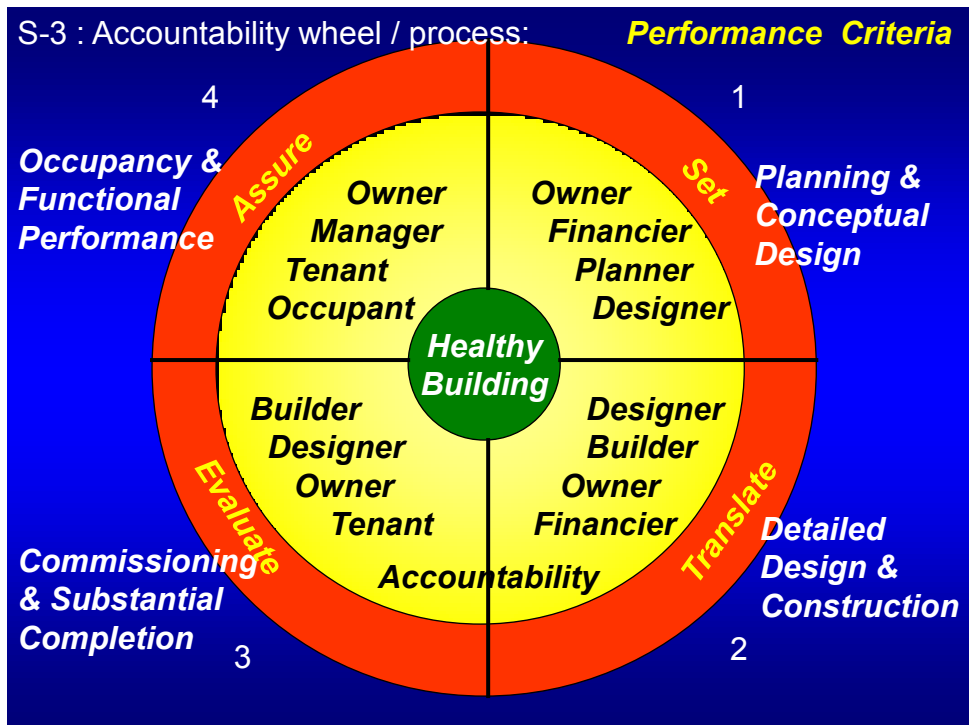 S-3 : Accountability wheel / process: Performance Criteria
4
1
Occupancy &
Functional
Performance
Assure
Owner
Manager
Tenant
Occupant
Owner
Financier
Planner
Designer
Set
Planning &
Conceptual
Design
Healthy
Building
Builder
Designer
Owner
Tenant
Designer
Builder
Owner
Financier
Accountability
Evaluate
Translate
Commissioning
& Substantial
Completion
3
Detailed
Design &
Construction
2